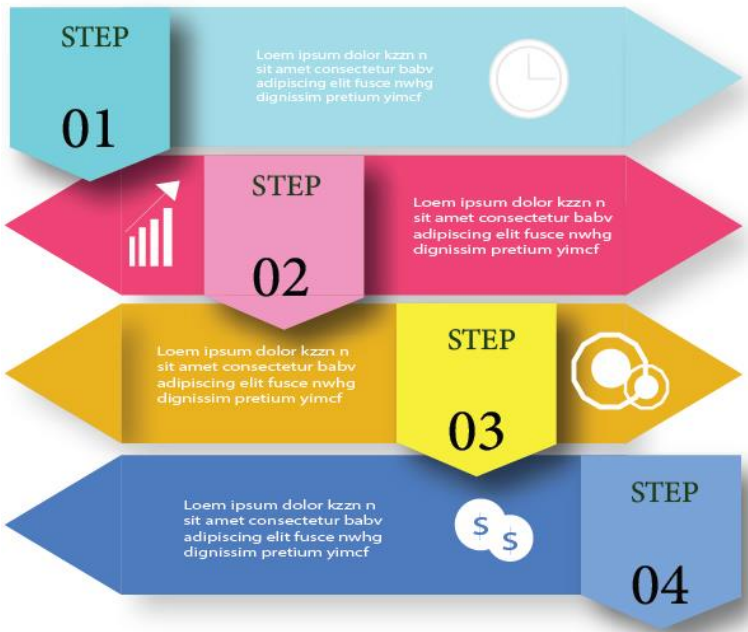 STEP
01
Loem ipsum dolor kzzn n
sit amet consectetur babv
adipiscing elit fusce nwhg
dignissim pretium yimcf
STEP
02
Loem ipsum dolor kzzn n
sit amet consectetur babv
adipiscing elit fusce nwhg
dignissim pretium yimcf
Loem ipsum dolor kzzn n
sit amet consectetur babv
adipiscing elit fusce nwhg
dignissim pretium yimcf
STEP
03
Loem ipsum dolor kzzn n
sit amet consectetur babv
adipiscing elit fusce nwhg
dignissim pretium yimcf
$
$
STEP
04